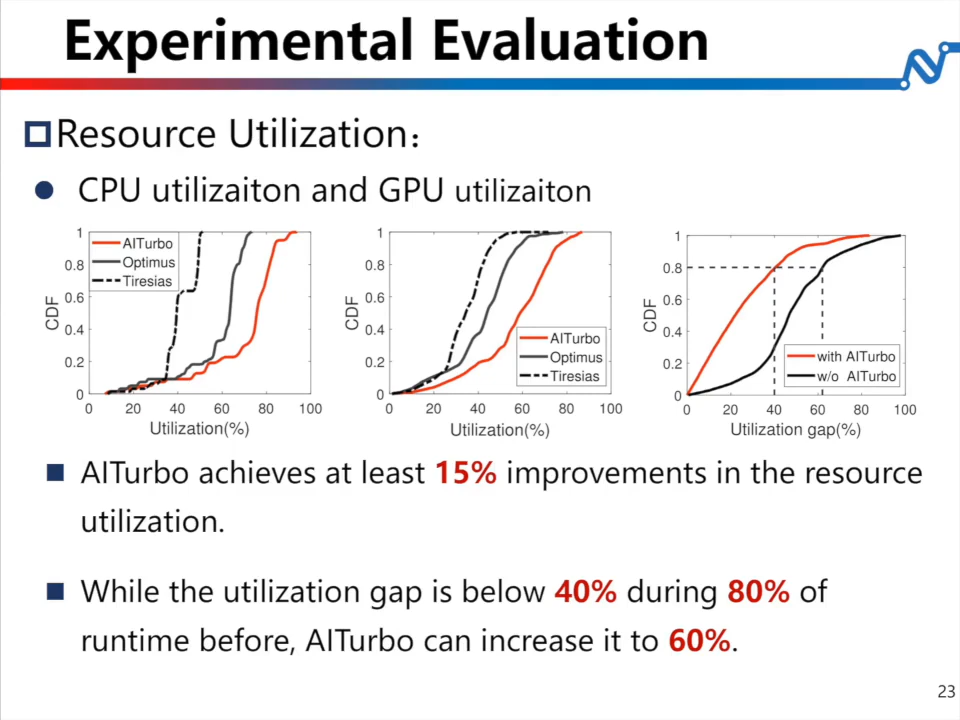 Experimental Evaluation
Resource Utilization：
CPU utilizaiton and GPU utilizaiton
1
0.8
0.6
0.4
0.2
0
CDF
AITurbo
Optimus
Tiresias
0 20 40 60 80 100
Utilization(%)
1
0.8
0.6
0.4
0.2
0
CDF
AITurbo
Optimus
Tiresias
0 20 40 60 80 100
Utilization(%)
1
0.8
0.6
0.4
0.2
0
CDF
with AITurbo
w/o AITurbo
0 20 40 60 80 100
Utilization gap(%)
AITurbo achieves at least 15% improvements in the resource
utilization.
While the utilization gap is below 40% during 80% of
runtime before, AITurbo can increase it to 60%.
23